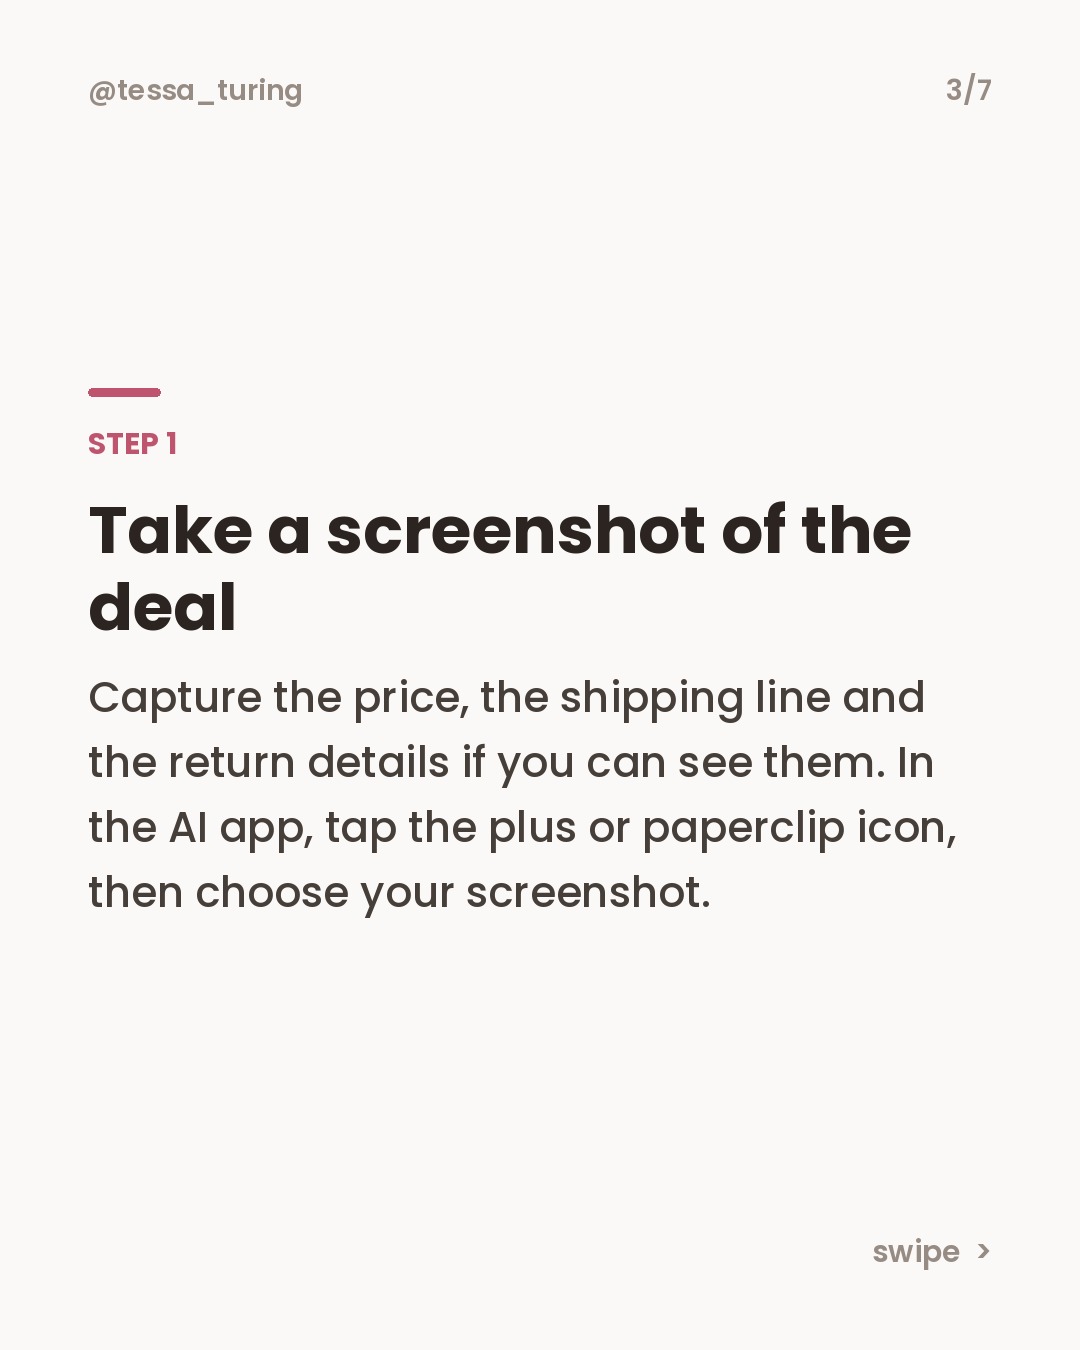 @tessa_turing
3/7
STEP 1
Take a screenshot of the
deal
Capture the price, the shipping line and
the return details if you can see them. In
the AI app, tap the plus or paperclip icon,
then choose your screenshot.
swipe >